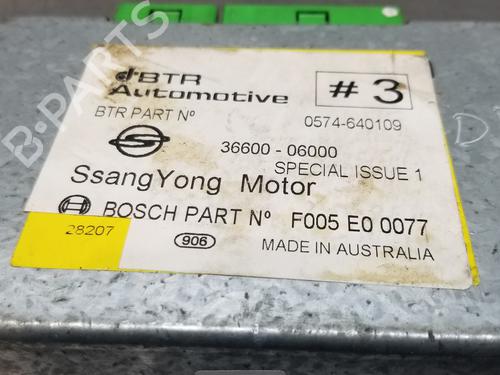 BTR
Automotive
# 3
BTR PART Nº
0574-640109
36600 - 06000
SPECIAL ISSUE 1
SsangYong Motor
BOSCH PART Nº F005 E0 0077
28207
906
MADE IN AUSTRALIA
D
B-PARTS